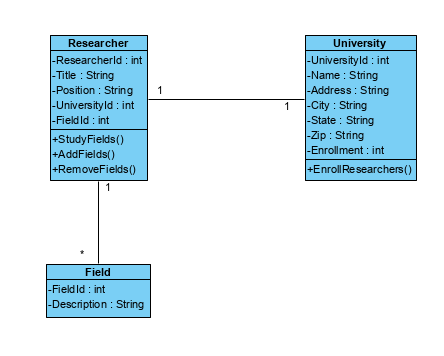 Researcher
-ResearcherId : int
-Title : String
-Position : String
-UniversityId : int
-FieldId : int
+StudyFields()
+AddFields()
+RemoveFields()
1
1
University
-UniversityId : int
-Name : String
-Address : String
-City : String
-State : String
-Zip : String
-Enrollment : int
+EnrollResearchers()
1
*
Field
-FieldId : int
-Description : String